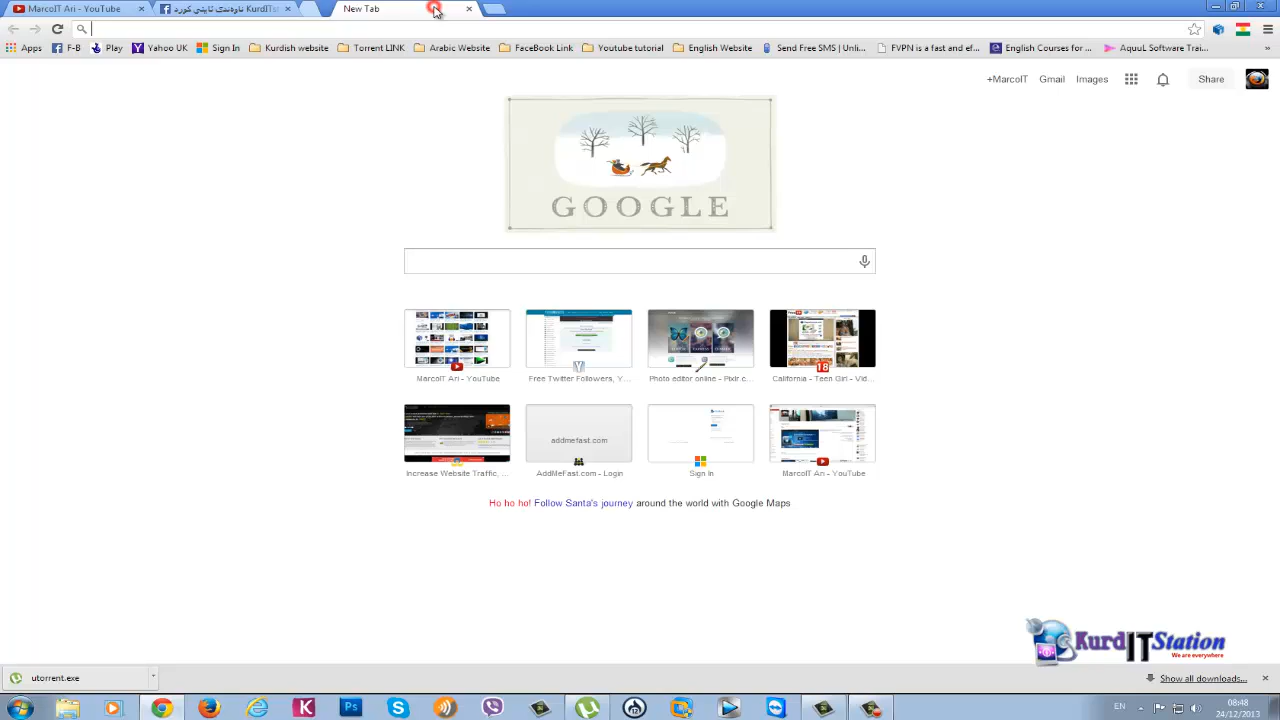 MarcoIT Ari - YouTube
ناوەندی ئایتی کورد KurdITSt
New Tab
Apps
F-B
Play
Yahoo UK
Sign In
Kurdish website
Torrent LINK
Arabic Website
FaceBook Link
Youtube tutorial
English Website
Send Free SMS | Unli...
FVPN is a fast and ef...
English Courses for ...
AquuL Software Trai...
»
+MarcoIT
Gmail
Images
Share
GOOGLE
MarcoIT Ari - YouTube
Free Twitter Followers, Y...
Photo editor online - Pixlr.c...
18
California - Teen Girl - Vid...
Increase Website Traffic, ...
addmefast.com
AddMeFast.com - Login
Sign In
MarcoIT Ari - YouTube
Ho ho ho! Follow Santa's journey around the world with Google Maps
KurdITStation
We are everywhere
utorrent.exe
Show all downloads...
EN
08:48
24/12/2013